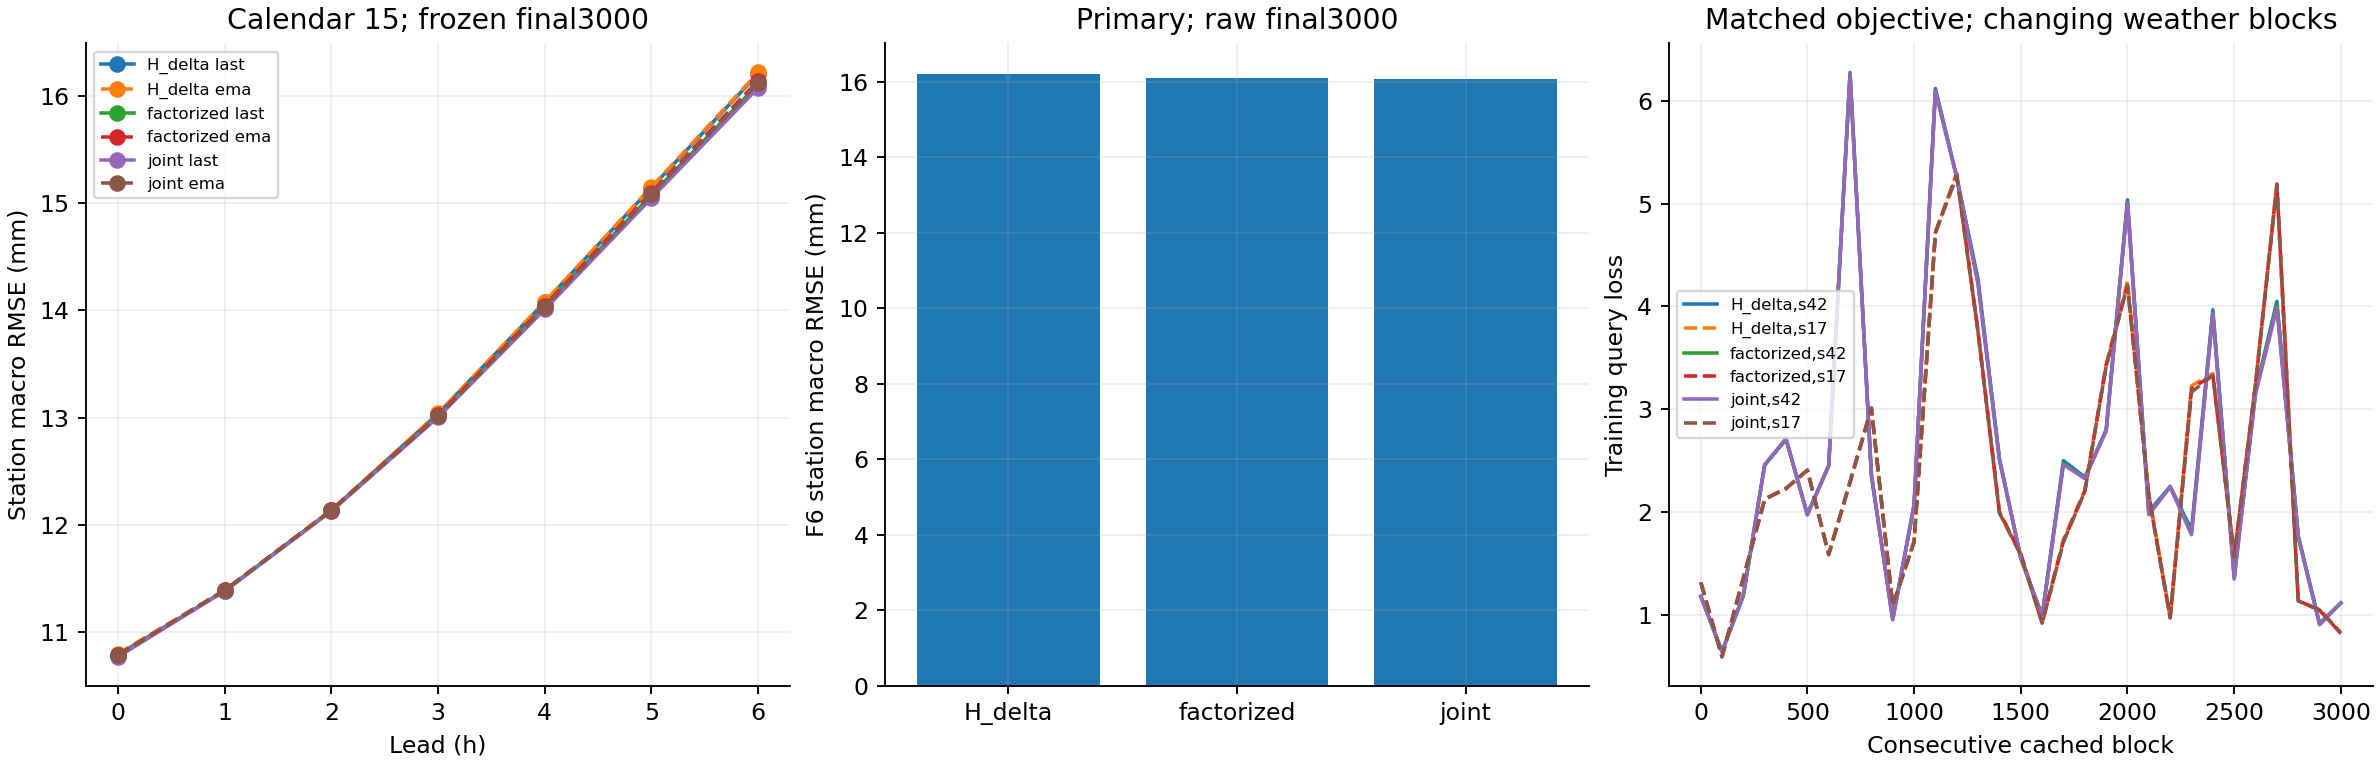 Calendar 15; frozen final3000
Station macro RMSE (mm)
16
15
14
13
12
11
H_delta last
H_delta ema
factorized last
factorized ema
joint last
joint ema
0 1 2 3 4 5 6
Lead (h)
Primary; raw final3000
F6 station macro RMSE (mm)
16
14
12
10
8
6
4
2
0
H_delta factorized joint
Matched objective; changing weather blocks
Training query loss
6
5
4
3
2
1
H_delta,s42
H_delta,s17
factorized,s42
factorized,s17
joint,s42
joint,s17
0 500 1000 1500 2000 2500 3000
Consecutive cached block